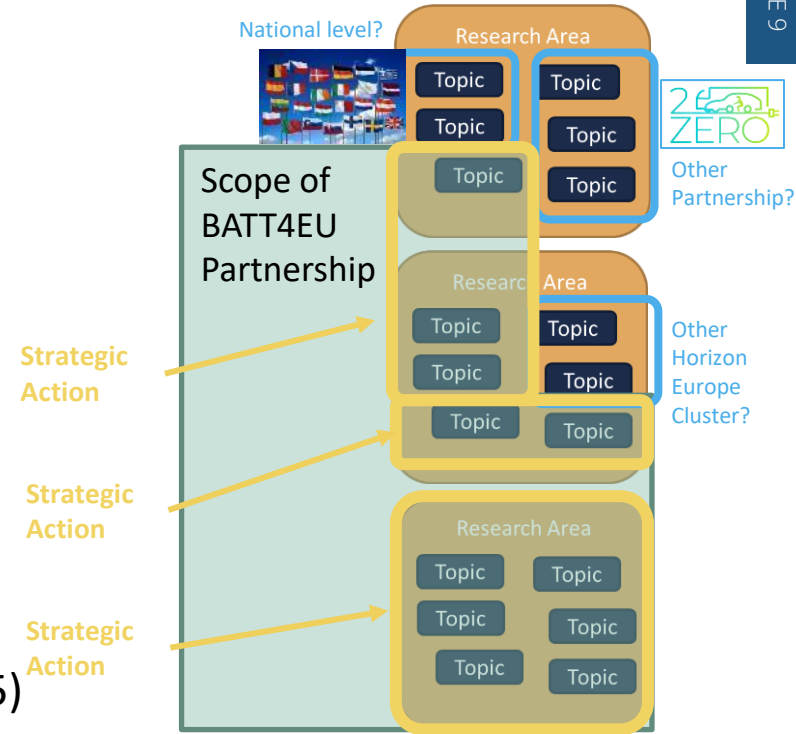 E 9
National level?
Research Area
Topic
Topic
Topic
Topic
Topic
Topic
2
ZERO
Other
Partnership?
Scope of
BATT4EU
Partnership
Research Area
Topic
Topic
Topic
Topic
Other
Horizon
Europe
Cluster?
Strategic
Action
Topic
Topic
Strategic
Action
Research Area
Topic
Topic
Topic
Topic
Topic
Topic
Strategic
Action
)